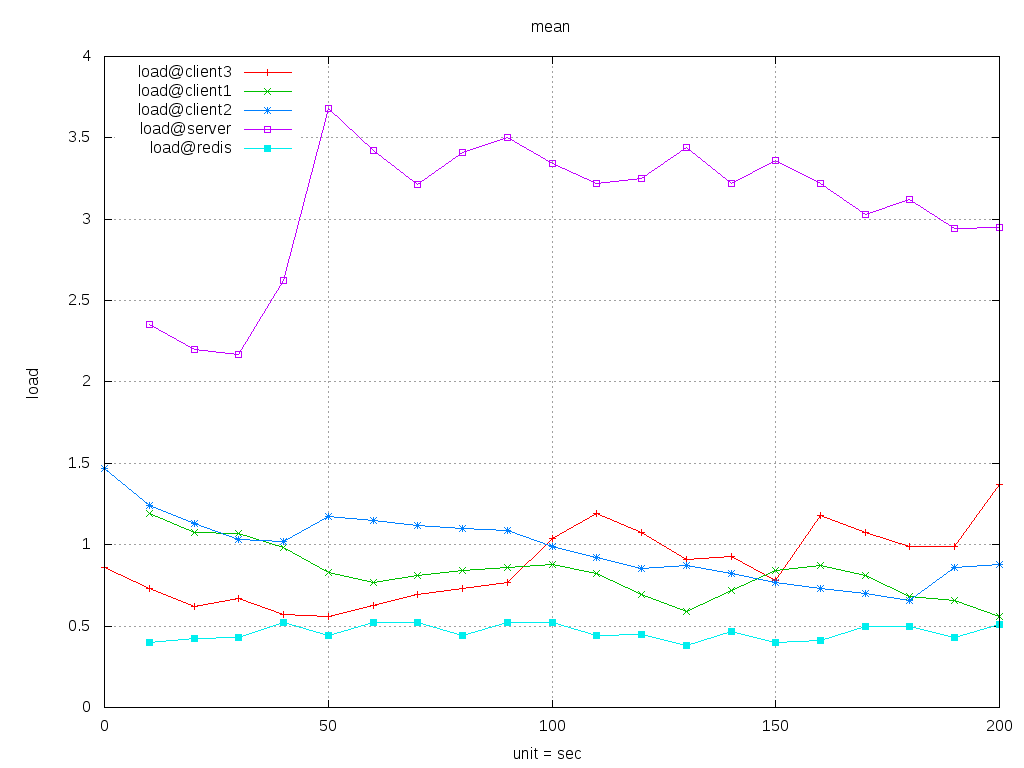 mean
load@client3
load@client1
load@client2
load@server
load@redis
4
3.5
3
2.5
2
1.5
1
0.5
0
load
0 50 100 150 200
unit = sec